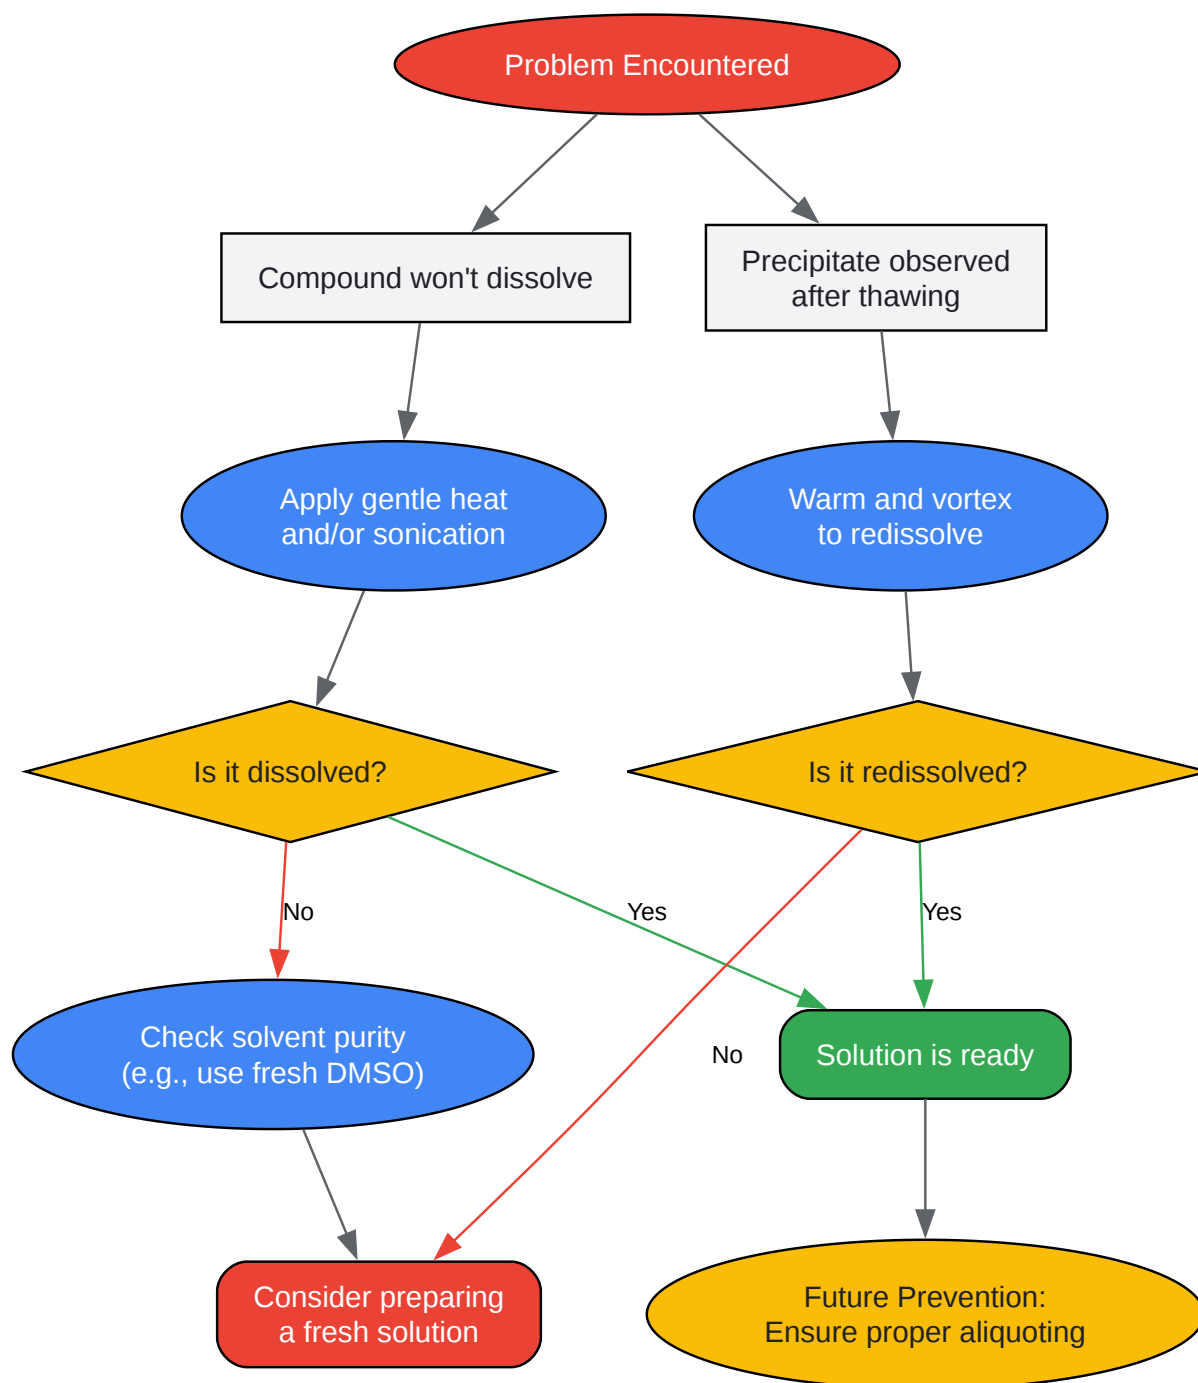 Problem Encountered
Compound won't dissolve
Precipitate observed
after thawing
Apply gentle heat
and/or sonication
Warm and vortex
to redissolve
Is it dissolved?
Is it redissolved?
No
Yes
Yes
Check solvent purity
(e.g., use fresh DMSO)
No
Solution is ready
Consider preparing
a fresh solution
Future Prevention:
Ensure proper aliquoting